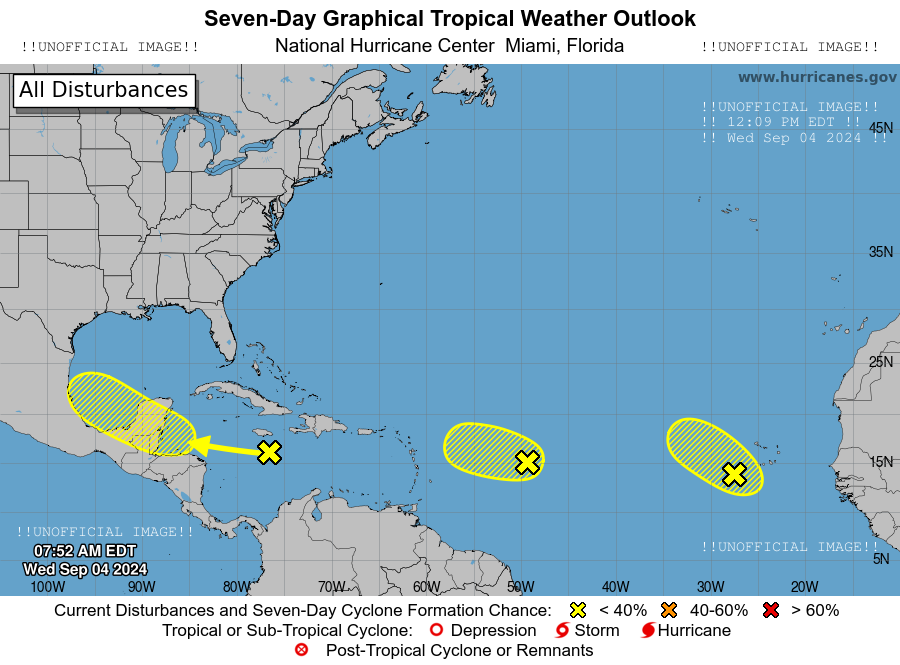 Seven-Day Graphical Tropical Weather Outlook
!!UNOFFICIAL IMAGE!!
National Hurricane Center  Miami, Florida
!!UNOFFICIAL IMAGE!!
All Disturbances
www.hurricanes.gov
!!UNOFFICIAL IMAGE!!
!! 12:09 PM EDT !!
!! Wed Sep 04 2024 !!
45N
35N
25N
15N
!!UNOFFICIAL IMAGE!!
07:52 AM EDT
Wed Sep 04 2024
!!UNOFFICIAL IMAGE!!
5N
100W 90W 80W 70W 60W 50W 40W 30W 20W
Current Disturbances and Seven-Day Cyclone Formation Chance: < 40% 40-60% > 60%
Tropical or Sub-Tropical Cyclone: Depression Storm Hurricane
Post-Tropical Cyclone or Remnants